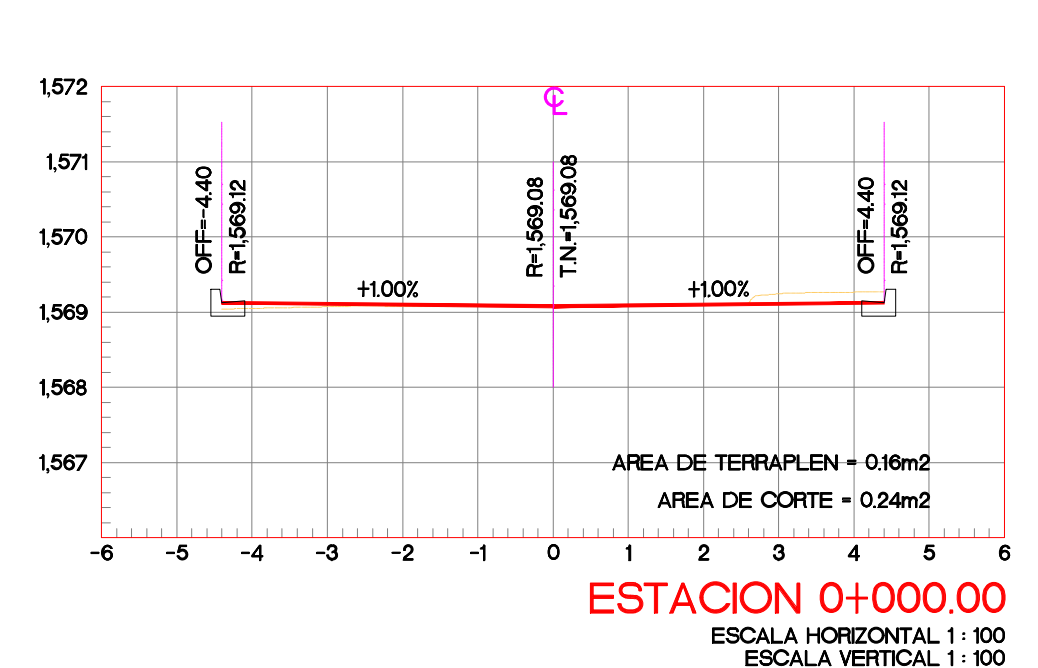 1,572
℄
1,571
OFF=-4.40
R=1,569.12
R=1,569.08
T.N.=1,569.08
OFF=4.40
R=1,569.12
1,570
+1.00%
+1.00%
1,569
1,568
1,567
AREA DE TERRAPLEN = 0.16m2
AREA DE CORTE = 0.24m2
-6 -5 -4 -3 -2 -1 0 1 2 3 4 5 6
ESTACION 0+000.00
ESCALA HORIZONTAL 1 : 100
ESCALA VERTICAL 1 : 100